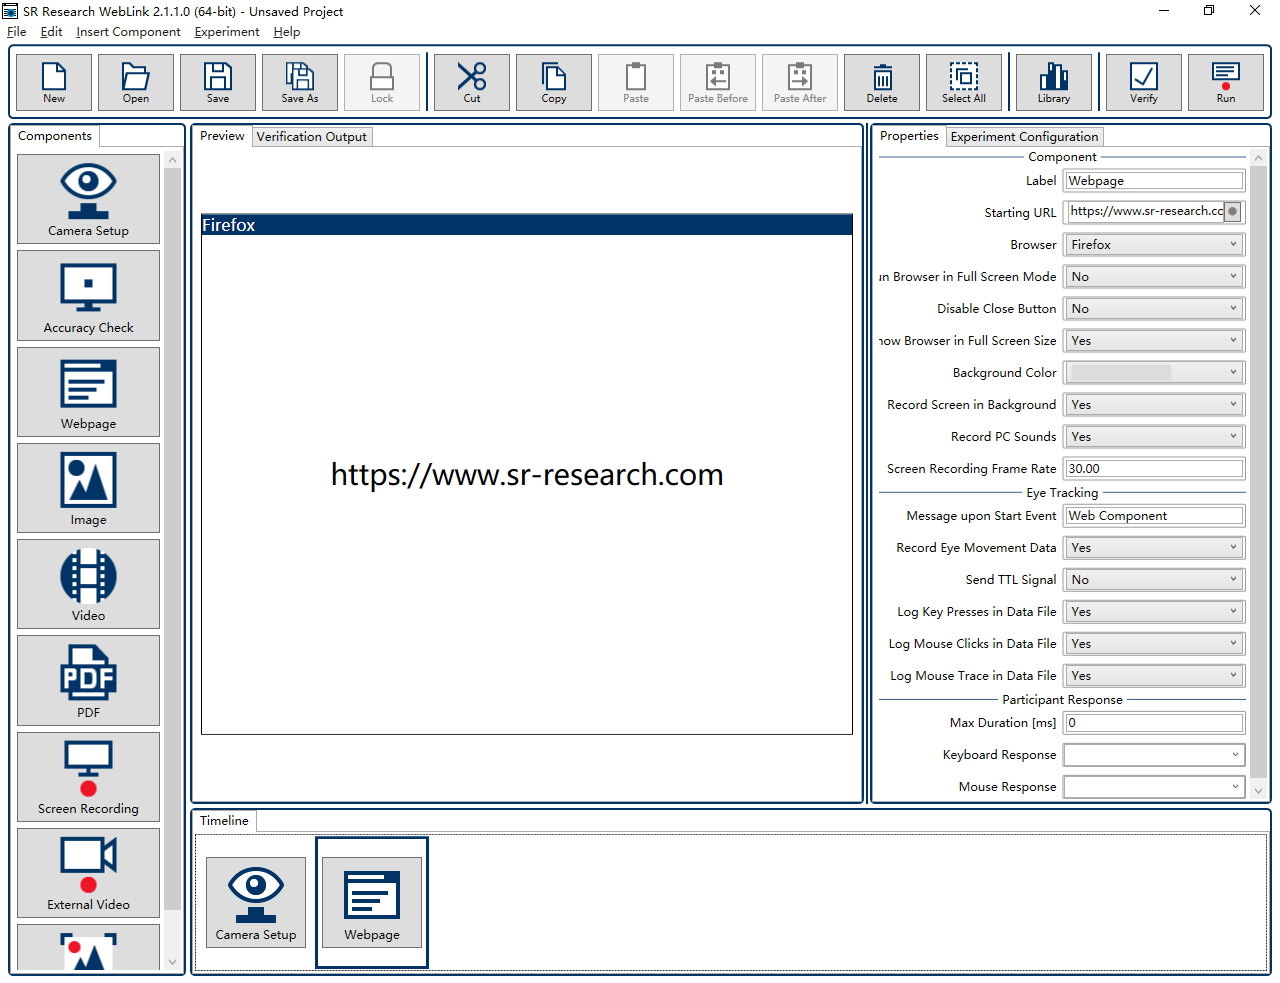 SR Research WebLink 2.1.1.0 (64-bit) - Unsaved Project
File Edit Insert Component Experiment Help
New Open Save Save As Lock Cut Copy Paste Paste Before Paste After Delete Select All Library Verify Run
Components
Camera Setup
Accuracy Check
Webpage
Image
Video
PDF
PDF
Screen Recording
External Video
Preview Verification Output
Firefox
https://www.sr-research.com
Properties Experiment Configuration
Component
Label Webpage
Starting URL https://www.sr-research.cc
Browser Firefox
Browser in Full Screen Mode No
Disable Close Button No
Browser in Full Screen Size Yes
Background Color
Record Screen in Background Yes
Record PC Sounds Yes
Screen Recording Frame Rate 30.00
Eye Tracking
Message upon Start Event Web Component
Record Eye Movement Data Yes
Send TTL Signal No
Log Key Presses in Data File Yes
Log Mouse Clicks in Data File Yes
Log Mouse Trace in Data File Yes
Participant Response
Max Duration [ms] 0
Keyboard Response
Mouse Response
Timeline
Camera Setup Webpage